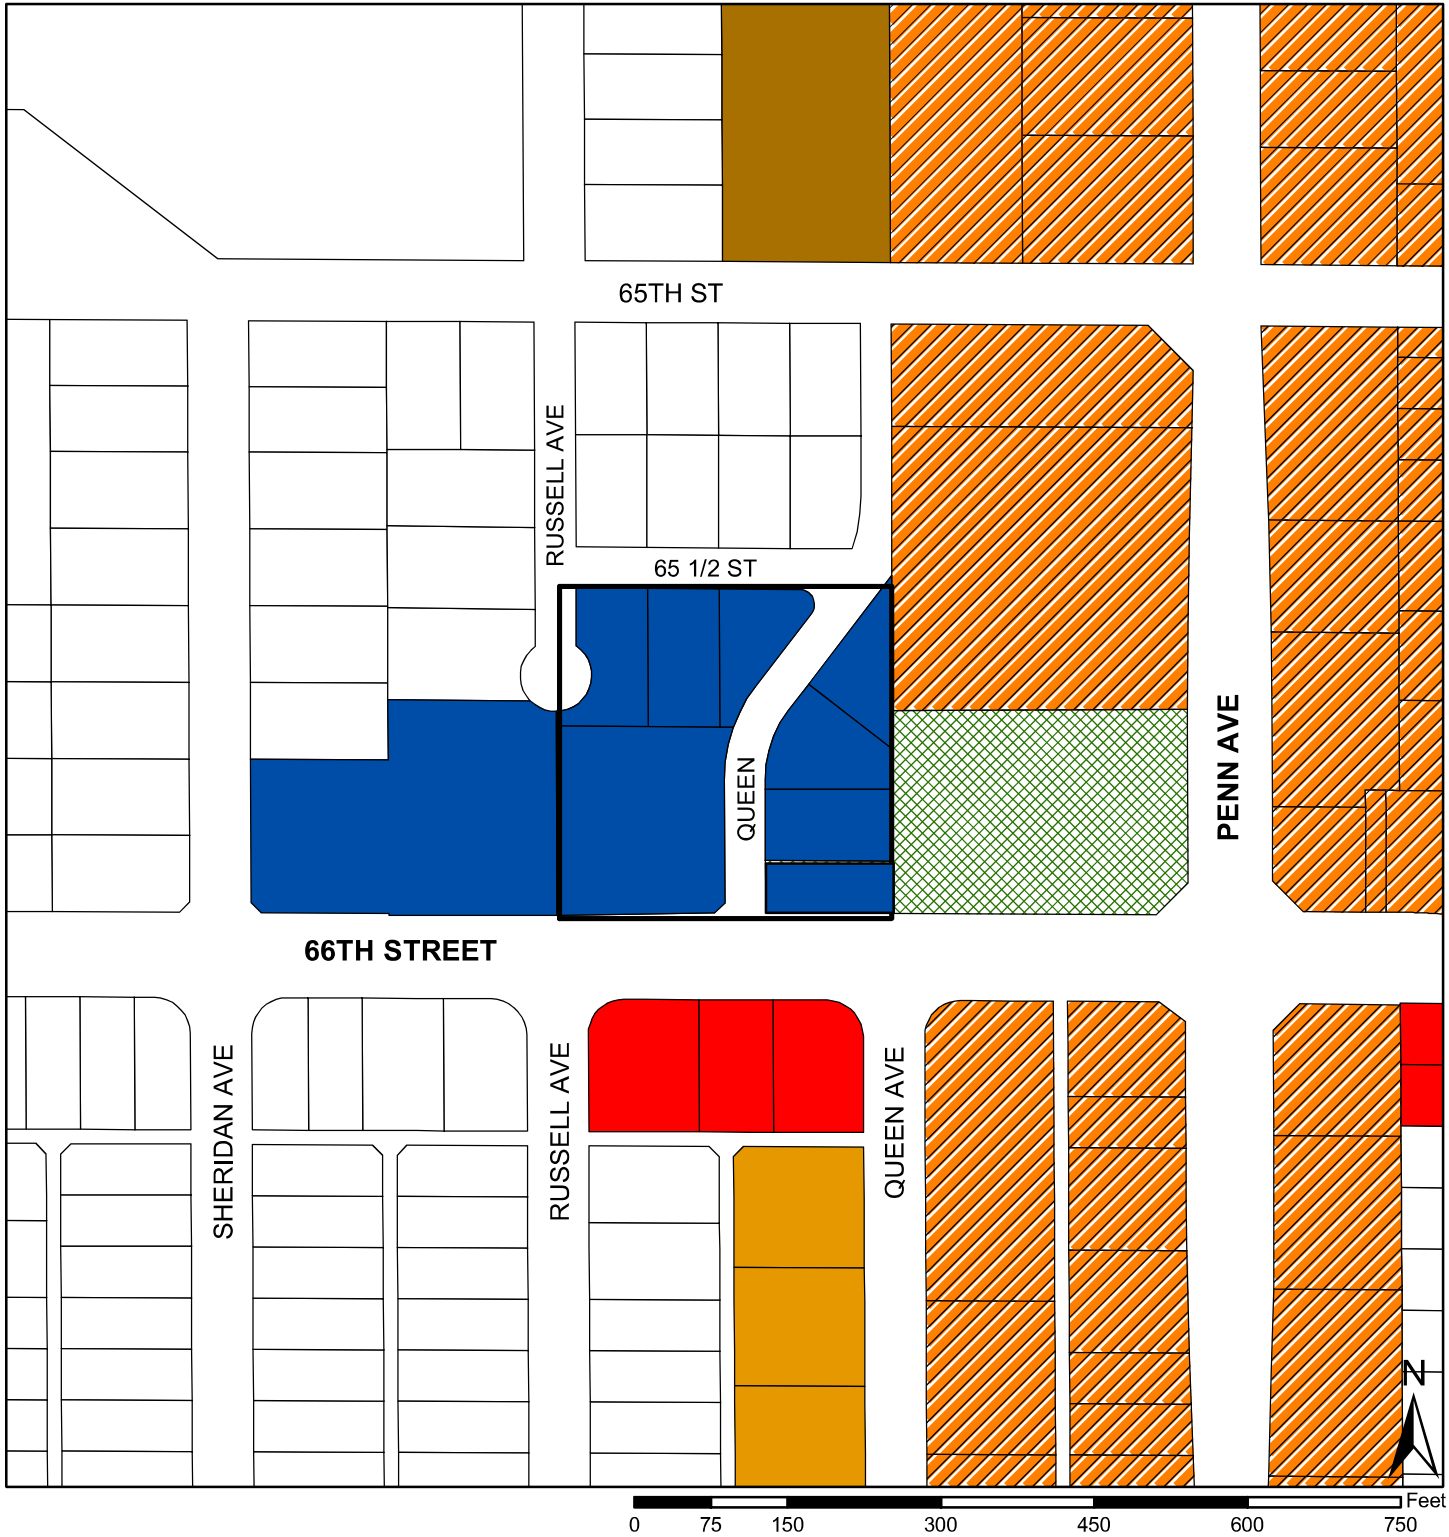 65TH ST
RUSSELL AVE
65 1/2 ST
PENN AVE
QUEEN
66TH STREET
SHERIDAN AVE
RUSSELL AVE
QUEEN AVE
N
Feet
0 75 150 300 450 600 750